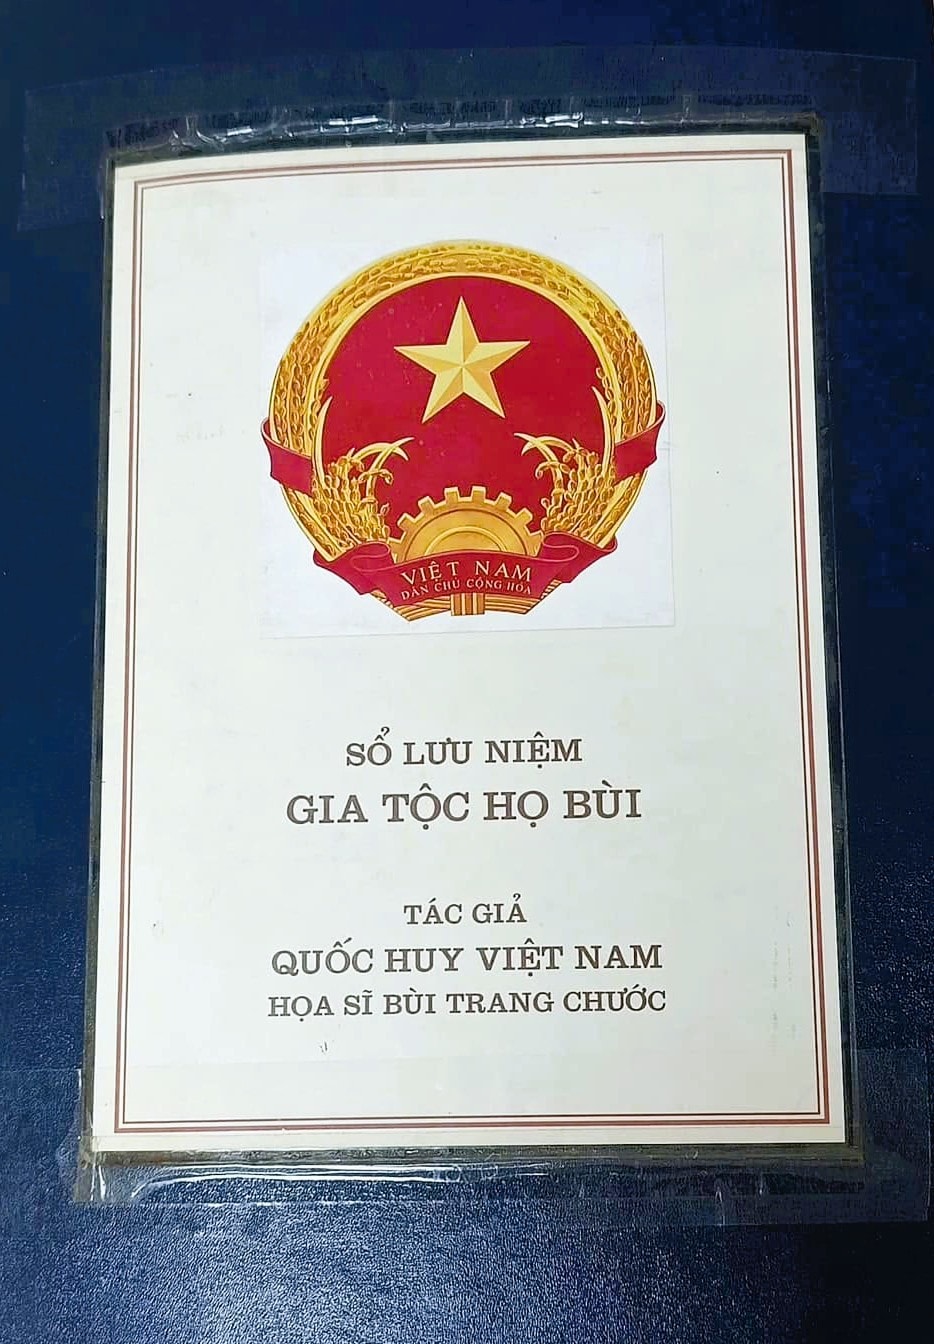 VIỆT NAM
DÂN CHỦ CỘNG HÒA
SỔ LƯU NIỆM
GIA TỘC HỌ BÙI
TÁC GIẢ
QUỐC HUY VIỆT NAM
HỌA SĨ BÙI TRANG CHƯỚC